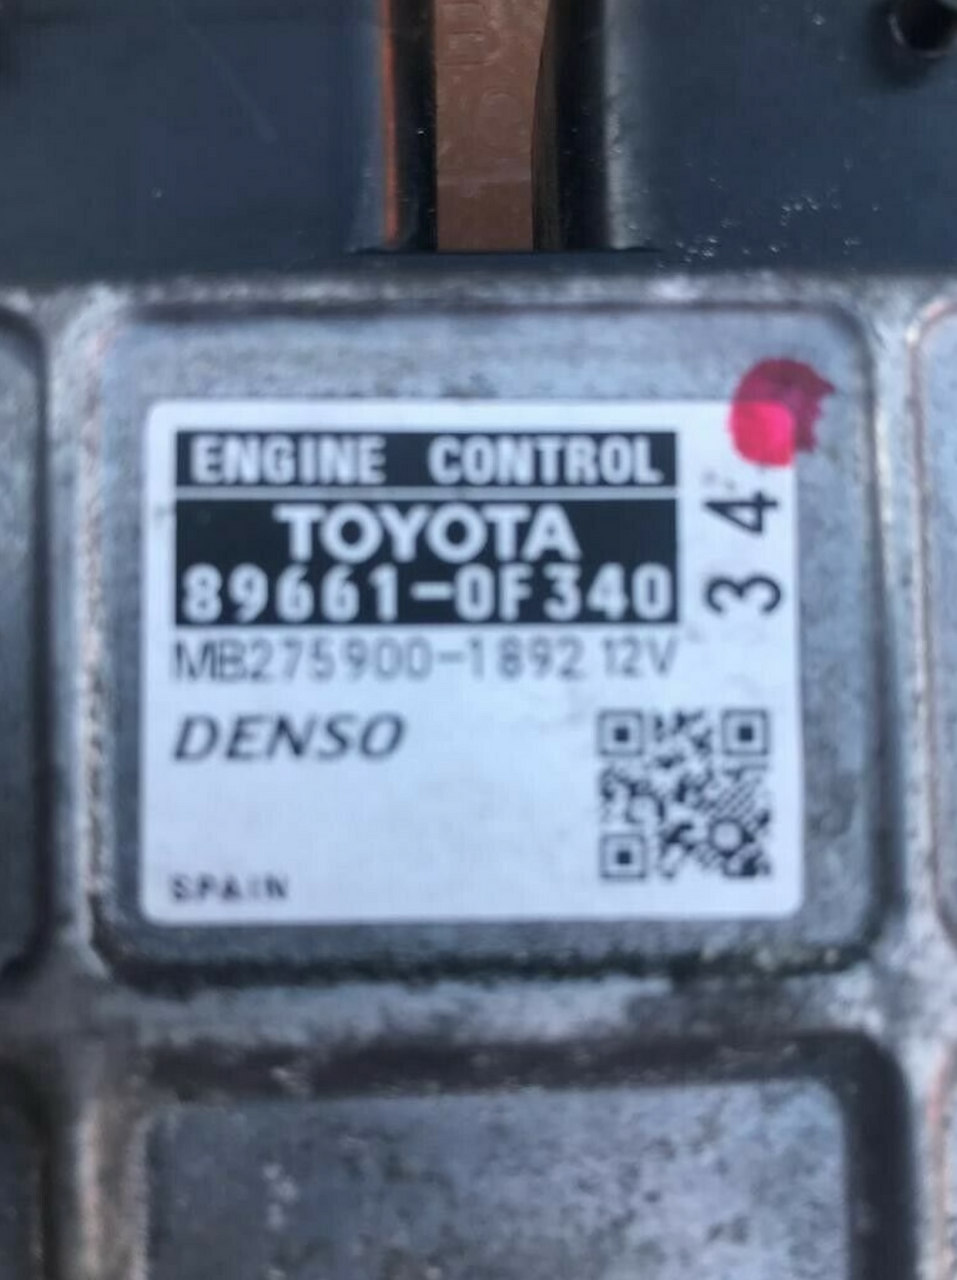 ENGINE CONTROL
TOYOTA
89661-0F340
MB275900-1892 12V
DENSO
SPAIN
34